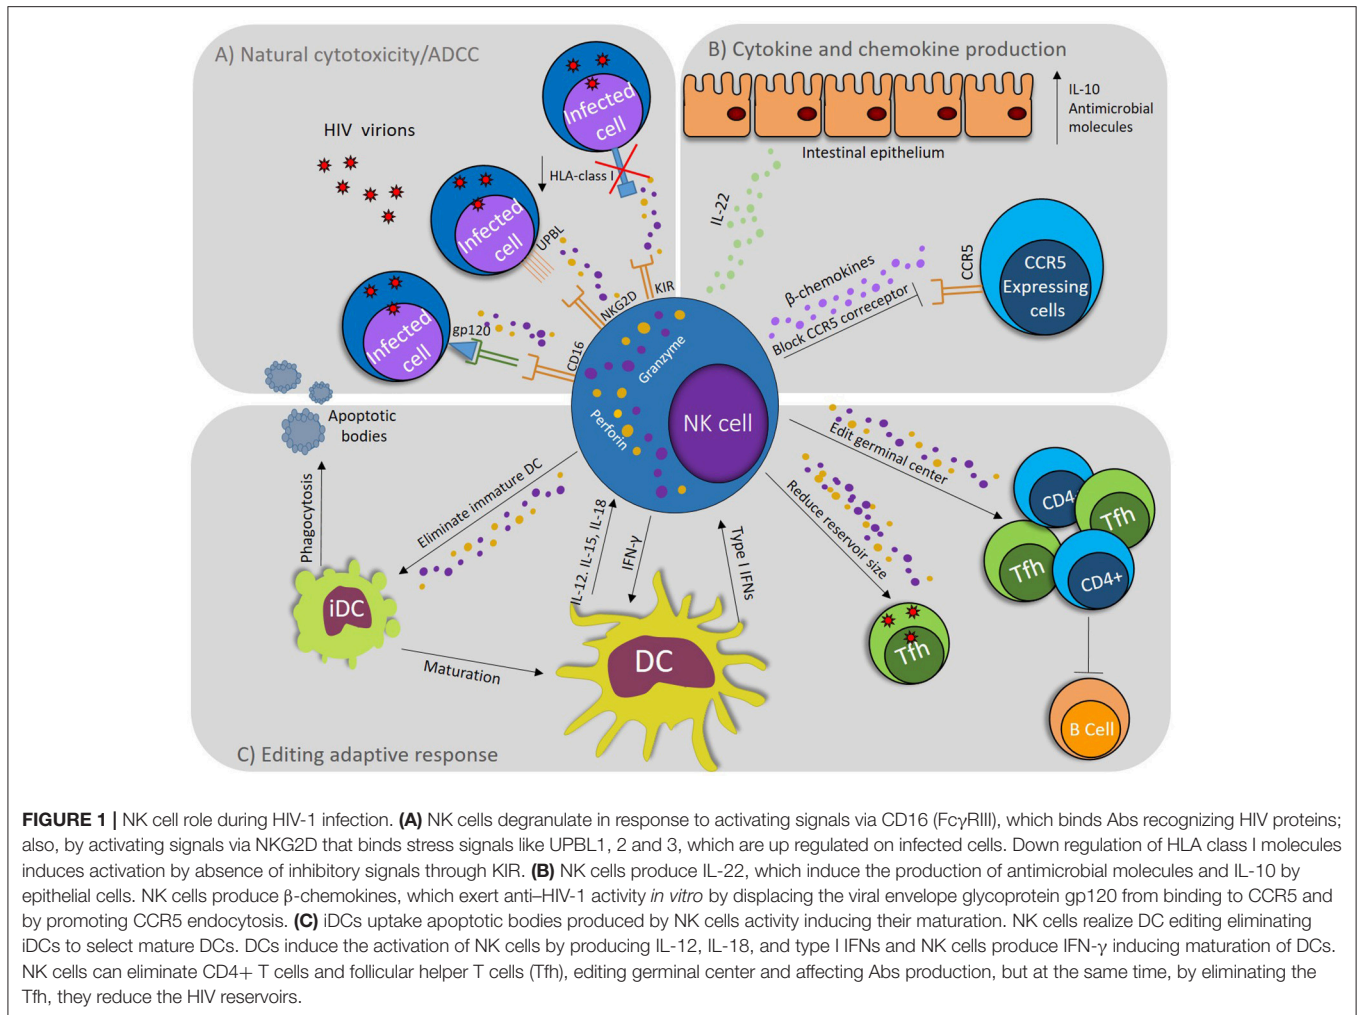 A) Natural cytotoxicity/ADCC
HIV virions
Infected
cell
HLA-class I
Infected
cell
UPBL
Infected
cell
gp120
CD16
NKG2D
KIR
Granzyme
Perforin
NK cell
B) Cytokine and chemokine production
IL-10
Antimicrobial
molecules
Intestinal epithelium
IL-22
β-chemokines
Block CCR5 correceptor
CCR5
CCR5
Expressing
cells
Apoptotic
bodies
Phagocytosis
Eliminate immature DC
iDC
Maturation
IL-12. IL-15, IL-18
IFN-γ
Type I IFNs
DC
Reduce reservoir size
Tfh
Edit germinal center
CD4+
Tfh
Tfh
CD4+
B Cell
C) Editing adaptive response
FIGURE 1 | NK cell role during HIV-1 infection. (A) NK cells degranulate in response to activating signals via CD16 (FcγRIII), which binds Abs recognizing HIV proteins;
also, by activating signals via NKG2D that binds stress signals like UPBL1, 2 and 3, which are up regulated on infected cells. Down regulation of HLA class I molecules
induces activation by absence of inhibitory signals through KIR. (B) NK cells produce IL-22, which induce the production of antimicrobial molecules and IL-10 by
epithelial cells. NK cells produce β-chemokines, which exert anti–HIV-1 activity in vitro by displacing the viral envelope glycoprotein gp120 from binding to CCR5 and
by promoting CCR5 endocytosis. (C) iDCs uptake apoptotic bodies produced by NK cells activity inducing their maturation. NK cells realize DC editing eliminating
iDCs to select mature DCs. DCs induce the activation of NK cells by producing IL-12, IL-18, and type I IFNs and NK cells produce IFN-γ inducing maturation of DCs.
NK cells can eliminate CD4+ T cells and follicular helper T cells (Tfh), editing germinal center and affecting Abs production, but at the same time, by eliminating the
Tfh, they reduce the HIV reservoirs.